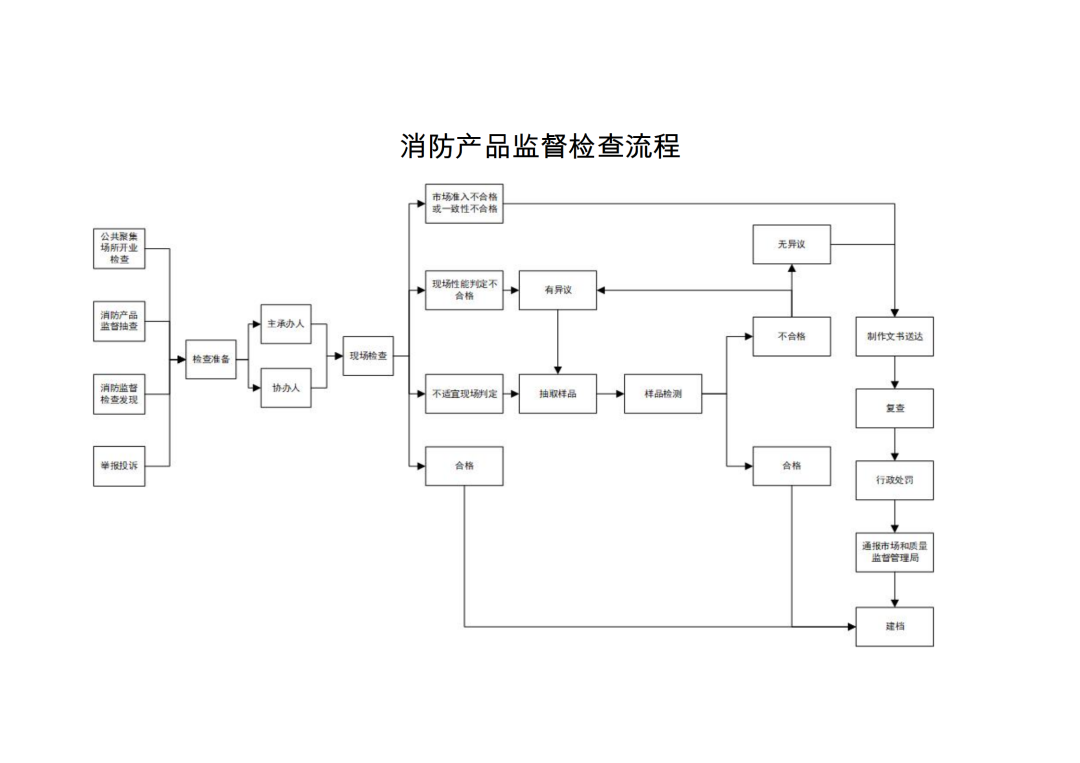 消防产品监督检查流程
公共聚集
场所开业
检查
消防产品
监督抽查
消防监督
检查发现
举报投诉
检查准备
主承办人
协办人
现场检查
市场准入不合格
或一致性不合格
现场性能判定不
合格
不适宜现场判定
合格
有异议
抽取样品
样品检测
无异议
不合格
合格
制作文书送达
复查
行政处罚
通报市场和质量
监督管理局
建档